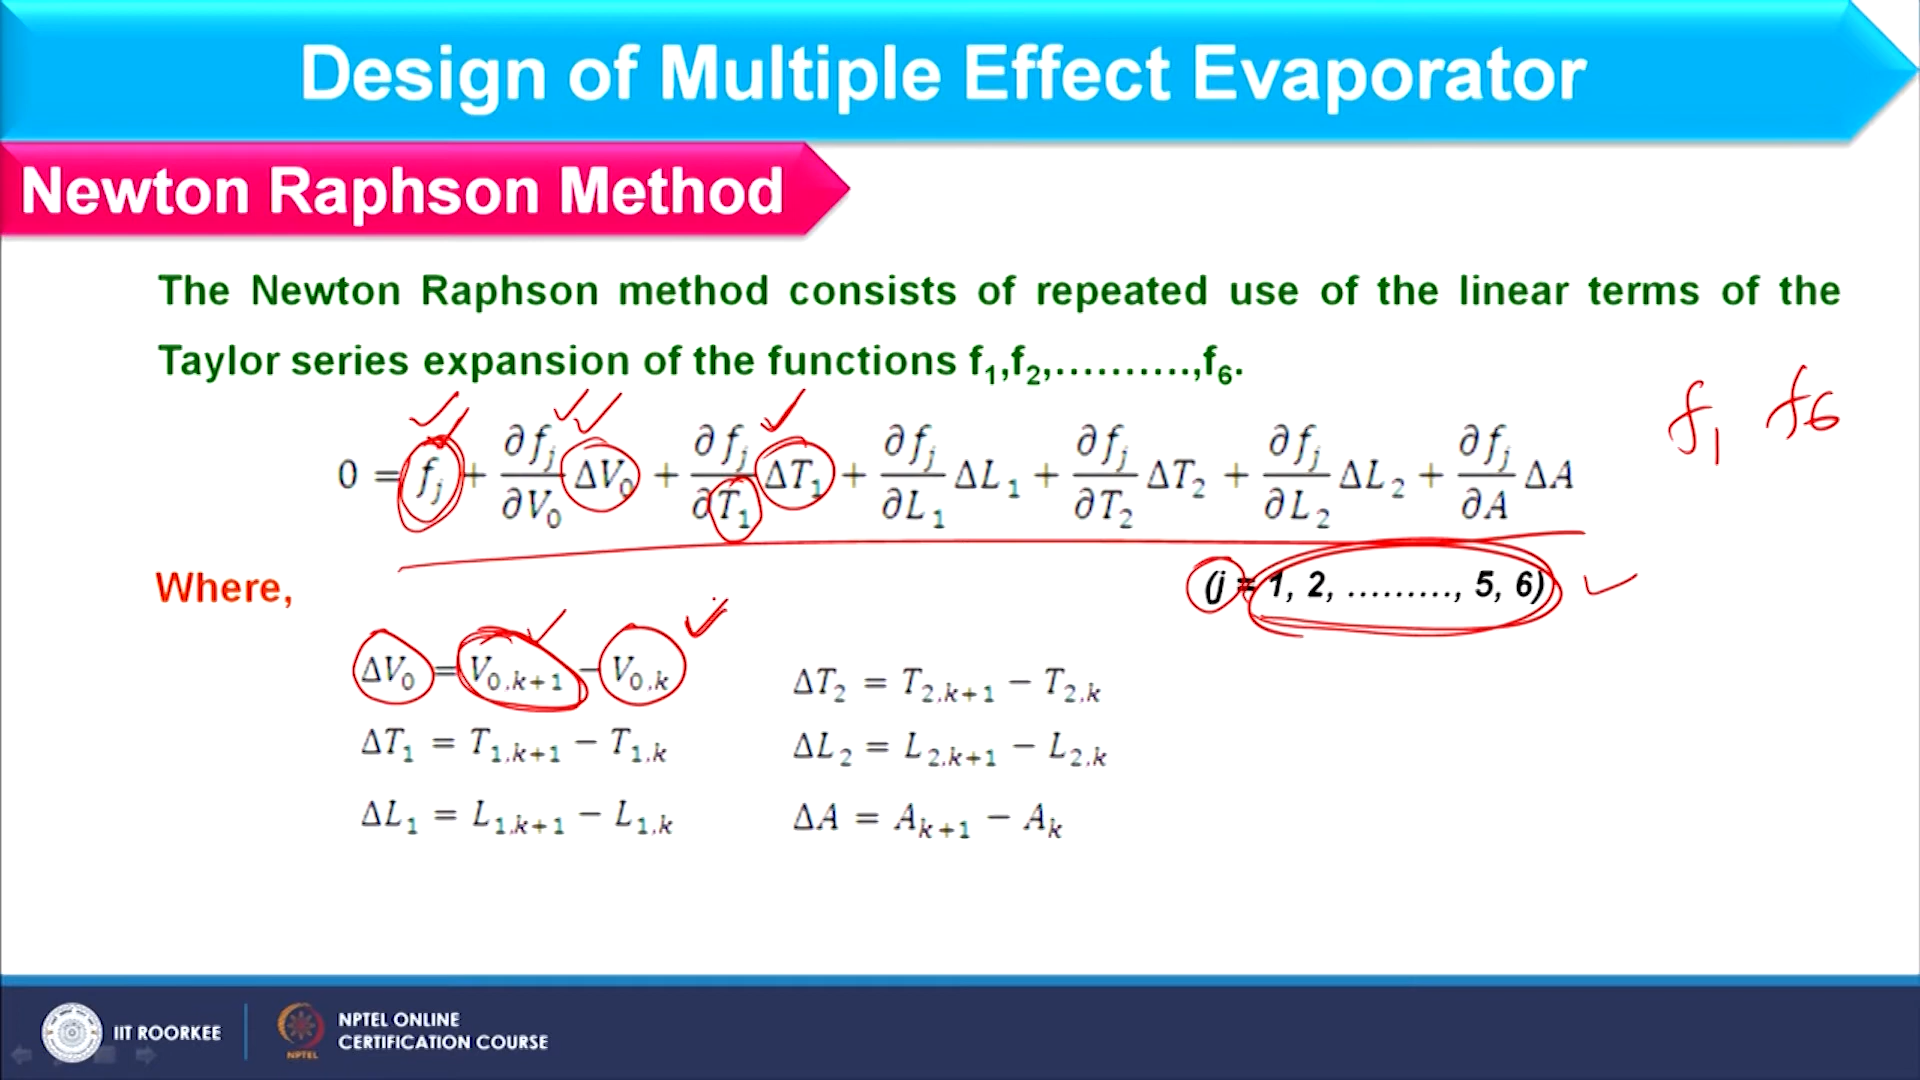 Design of Multiple Effect Evaporator
Newton Raphson Method
The Newton Raphson method consists of repeated use of the linear terms of the
Taylor series expansion of the functions f₁,f₂,..........,f₆.
f₁ f₆
0 = fⱼ + ∂fⱼ/∂V₀ ΔV₀ + ∂fⱼ/∂T₁ ΔT₁ + ∂fⱼ/∂L₁ ΔL₁ + ∂fⱼ/∂T₂ ΔT₂ + ∂fⱼ/∂L₂ ΔL₂ + ∂fⱼ/∂A ΔA
Where,
(j = 1, 2, ........., 5, 6)
ΔV₀ = V₀,ₖ₊₁ − V₀,ₖ
ΔT₁ = T₁,ₖ₊₁ − T₁,ₖ
ΔL₁ = L₁,ₖ₊₁ − L₁,ₖ
ΔT₂ = T₂,ₖ₊₁ − T₂,ₖ
ΔL₂ = L₂,ₖ₊₁ − L₂,ₖ
ΔA = Aₖ₊₁ − Aₖ
IIT ROORKEE
NPTEL
NPTEL ONLINE
CERTIFICATION COURSE